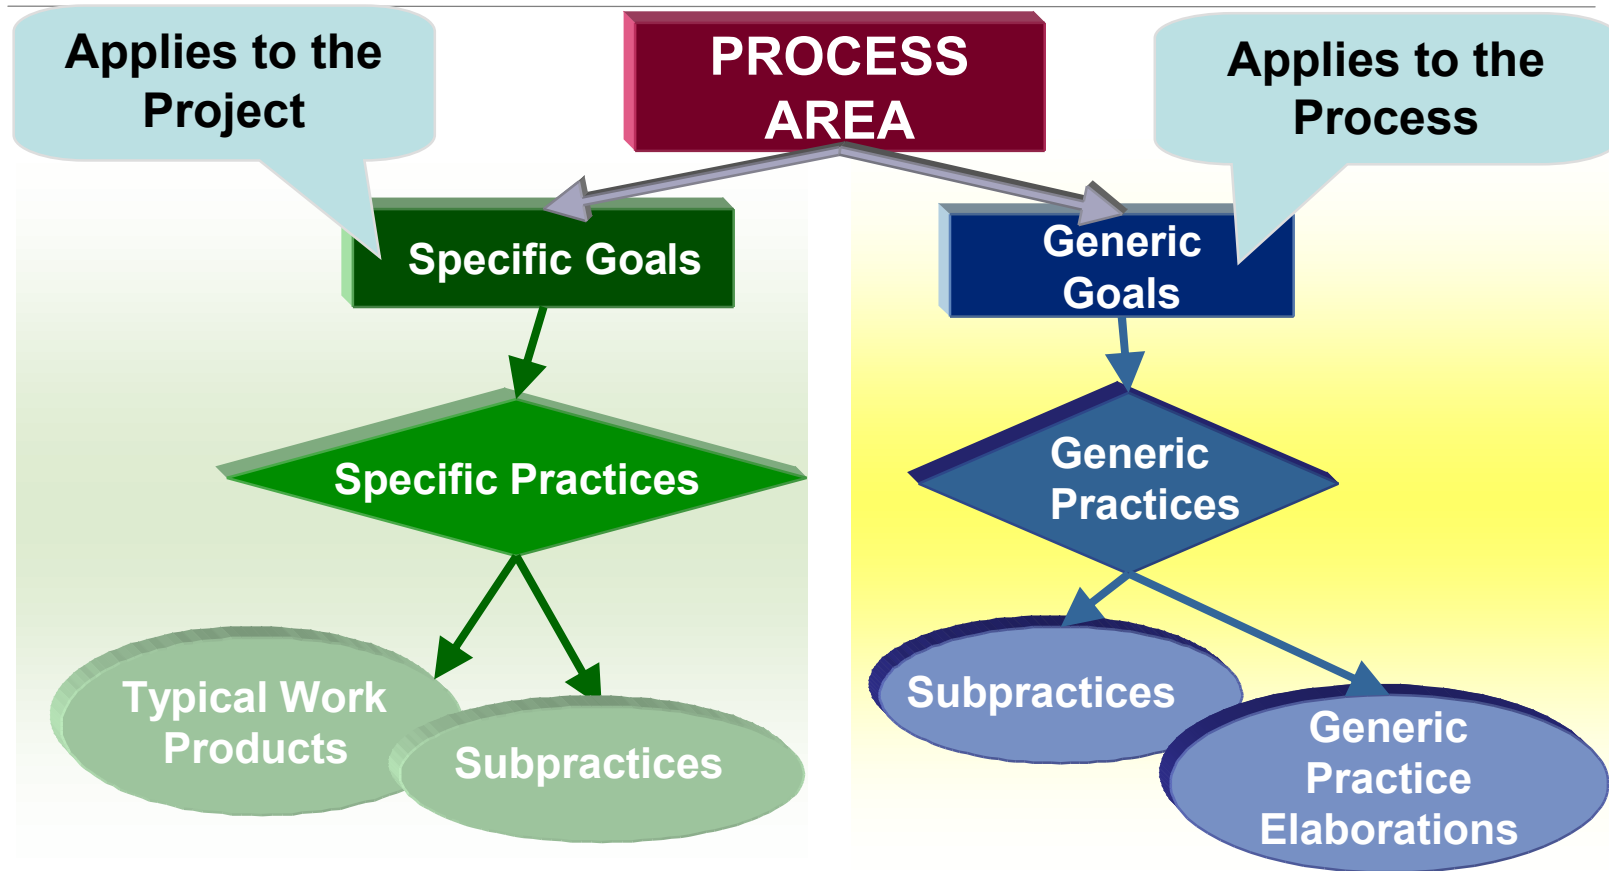 Applies to the
Project
PROCESS
AREA
Applies to the
Process
Specific Goals
Generic
Goals
Specific Practices
Generic
Practices
Typical Work
Products
Subpractices
Subpractices
Generic
Practice
Elaborations